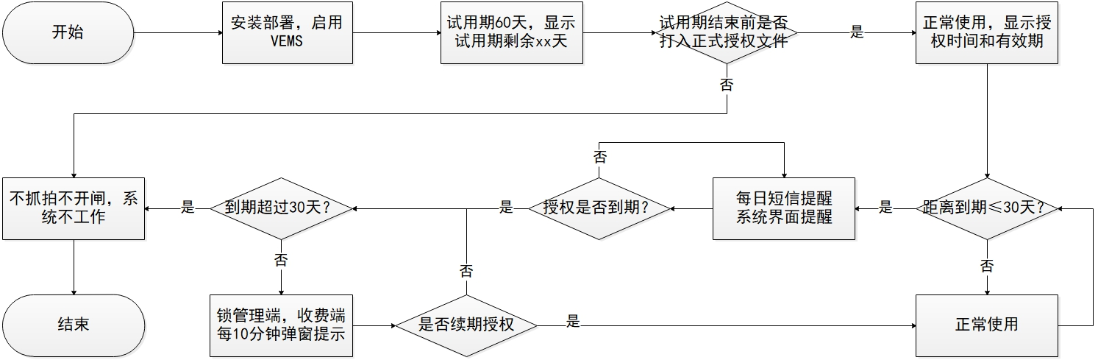 开始
安装部署，启用
VEMS
试用期60天，显示
试用期剩余xx天
试用期结束前是否
打入正式授权文件
是
正常使用，显示授
权时间和有效期
否
否
不抓拍不开闸，系
统不工作
是
到期超过30天？
是
授权是否到期？
每日短信提醒
系统界面提醒
是
距离到期≤30天？
否
否
否
结束
锁管理端，收费端
每10分钟弹窗提示
是否续期授权
是
正常使用